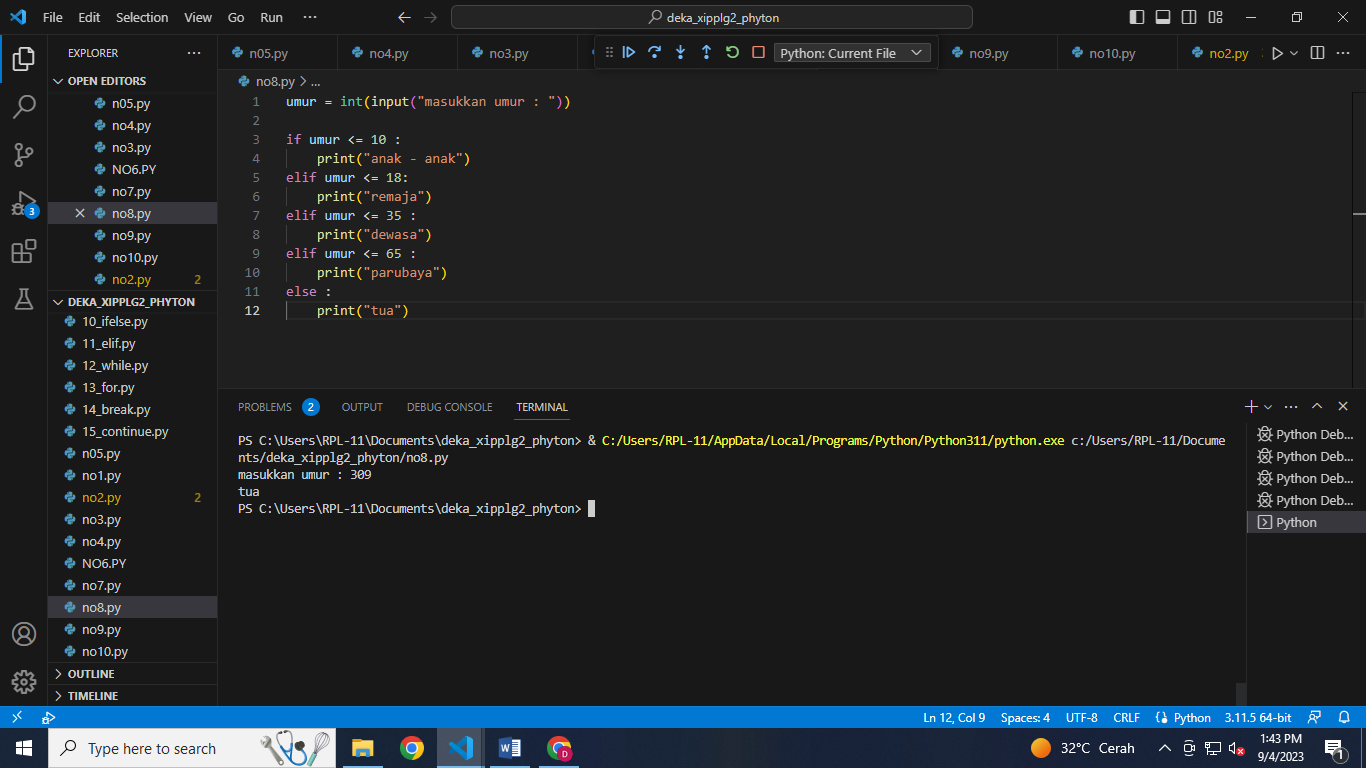 File Edit Selection View Go Run ···
deka_xipplg2_phyton
EXPLORER ···
OPEN EDITORS
n05.py
no4.py
no3.py
NO6.PY
no7.py
no8.py
no9.py
no10.py
no2.py 2
DEKA_XIPPLG2_PHYTON
10_ifelse.py
11_elif.py
12_while.py
13_for.py
14_break.py
15_continue.py
n05.py
no1.py
no2.py 2
no3.py
no4.py
NO6.PY
no7.py
no8.py
no9.py
no10.py
OUTLINE
TIMELINE
3
n05.py no4.py no3.py Python: Current File no9.py no10.py no2.py
no8.py > ...
1 umur = int(input("masukkan umur : "))
2
3 if umur <= 10 :
4 print("anak - anak")
5 elif umur <= 18:
6 print("remaja")
7 elif umur <= 35 :
8 print("dewasa")
9 elif umur <= 65 :
10 print("parubaya")
11 else :
12 print("tua")
PROBLEMS 2 OUTPUT DEBUG CONSOLE TERMINAL
PS C:\Users\RPL-11\Documents\deka_xipplg2_phyton> & C:/Users/RPL-11/AppData/Local/Programs/Python/Python311/python.exe c:/Users/RPL-11/Docume
nts/deka_xipplg2_phyton/no8.py
masukkan umur : 309
tua
PS C:\Users\RPL-11\Documents\deka_xipplg2_phyton>
Python Deb...
Python Deb...
Python Deb...
Python Deb...
Python
Ln 12, Col 9 Spaces: 4 UTF-8 CRLF Python 3.11.5 64-bit
Type here to search
32°C Cerah
1:43 PM
9/4/2023
1